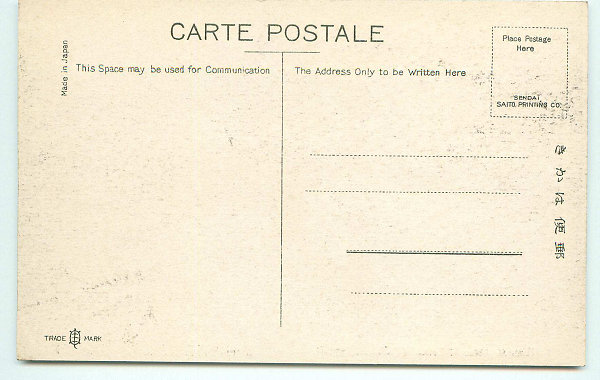 CARTE POSTALE
Made in Japan
This Space may be used for Communication
The Address Only to be Written Here
Place Postage
Here
SENDAI
SAITO PRINTING CO.
きかは便郵
TRADE MARK